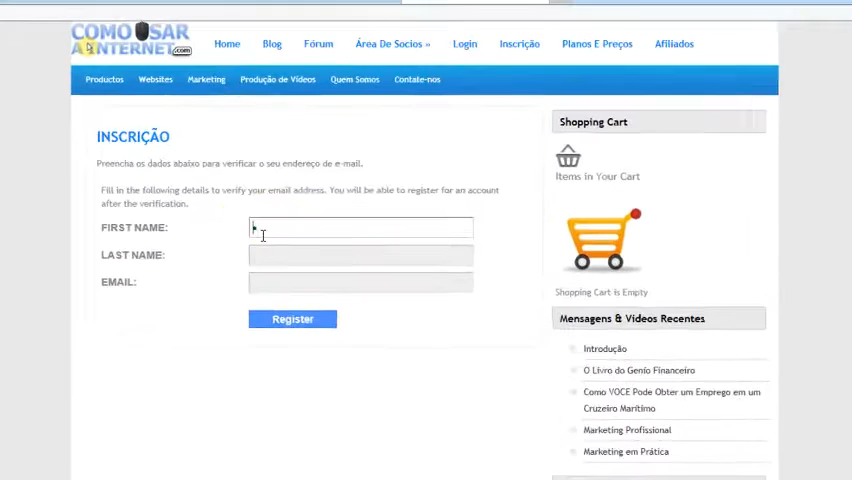 COMO USAR
A INTERNET .com
Home Blog Fórum Área De Socios » Login Inscrição Planos E Preços Afiliados
Productos Websites Marketing Produção de Vídeos Quem Somos Contate-nos
INSCRIÇÃO
Preencha os dados abaixo para verificar o seu endereço de e-mail.
Fill in the following details to verify your email address. You will be able to register for an account
after the verification.
FIRST NAME:
LAST NAME:
EMAIL:
Register
Shopping Cart
Items in Your Cart
Shopping Cart is Empty
Mensagens & Vídeos Recentes
Introdução
O Livro do Genío Financeiro
Como VOCE Pode Obter um Emprego em um
Cruzeiro Marítimo
Marketing Profissional
Marketing em Prática